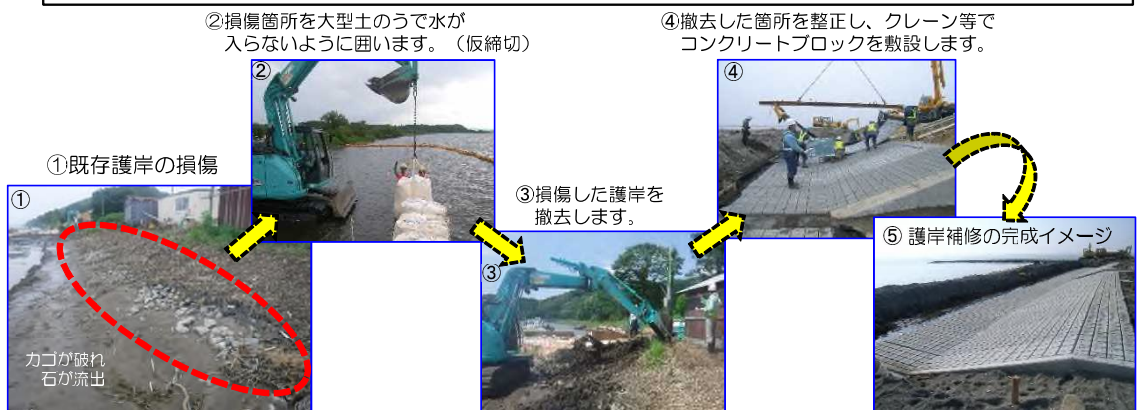 ②損傷箇所を大型土のうで水が
入らないように囲います。（仮締切）
④撤去した箇所を整正し、クレーン等で
コンクリートブロックを敷設します。
②
④
①既存護岸の損傷
①
③損傷した護岸を
撤去します。
③
⑤ 護岸補修の完成イメージ
カゴが破れ
石が流出